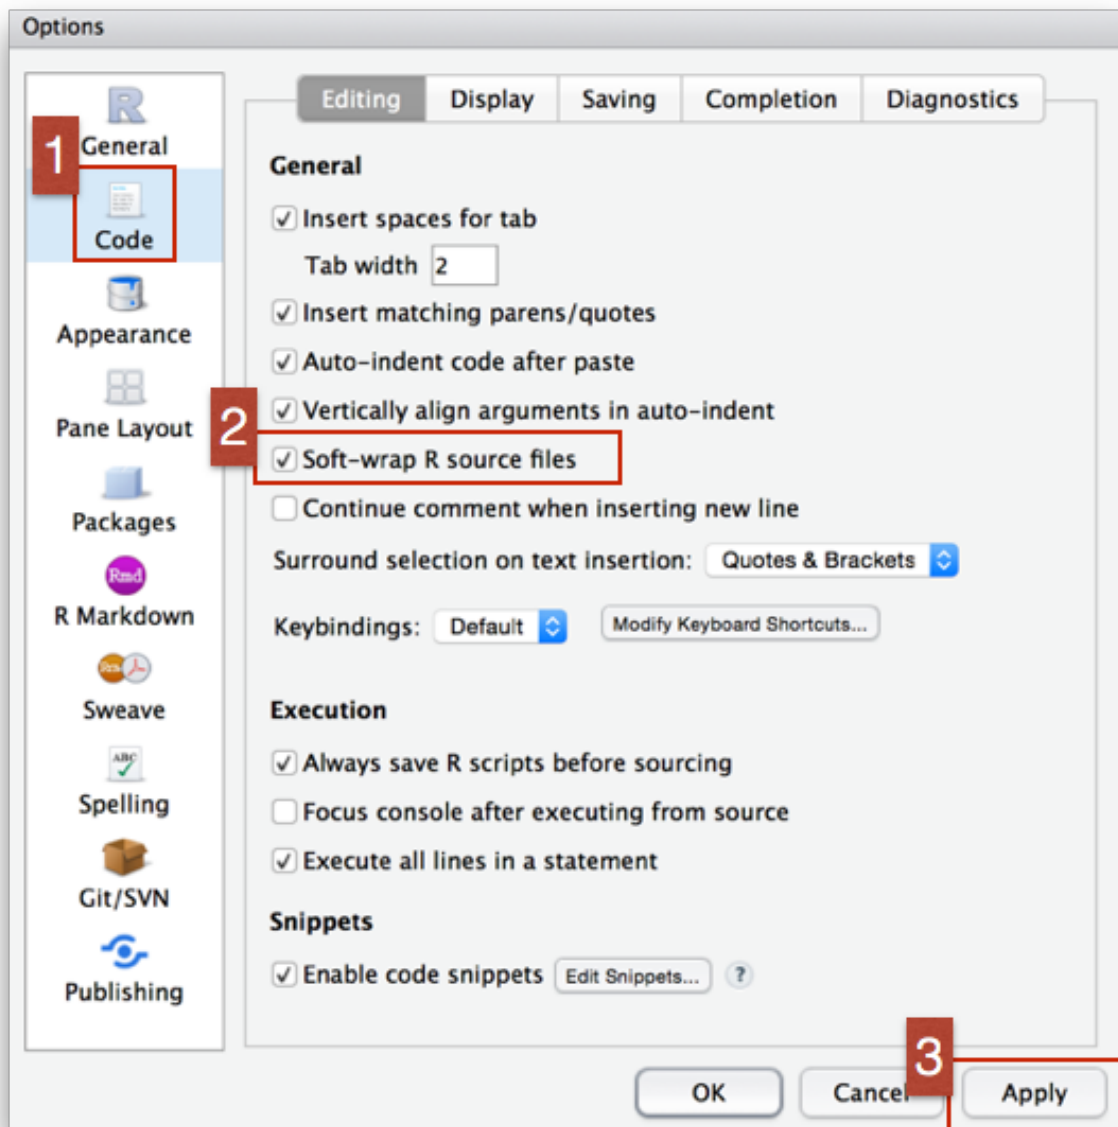 Options
General
1
Code
Appearance
Pane Layout
Packages
Rmd
R Markdown
Sweave
ABC
Spelling
Git/SVN
Publishing
Editing Display Saving Completion Diagnostics
General
Insert spaces for tab
Tab width 2
Insert matching parens/quotes
Auto-indent code after paste
Vertically align arguments in auto-indent
2
Soft-wrap R source files
Continue comment when inserting new line
Surround selection on text insertion: Quotes & Brackets
Keybindings: Default Modify Keyboard Shortcuts...
Execution
Always save R scripts before sourcing
Focus console after executing from source
Execute all lines in a statement
Snippets
Enable code snippets Edit Snippets... ?
3
OK Cancel Apply